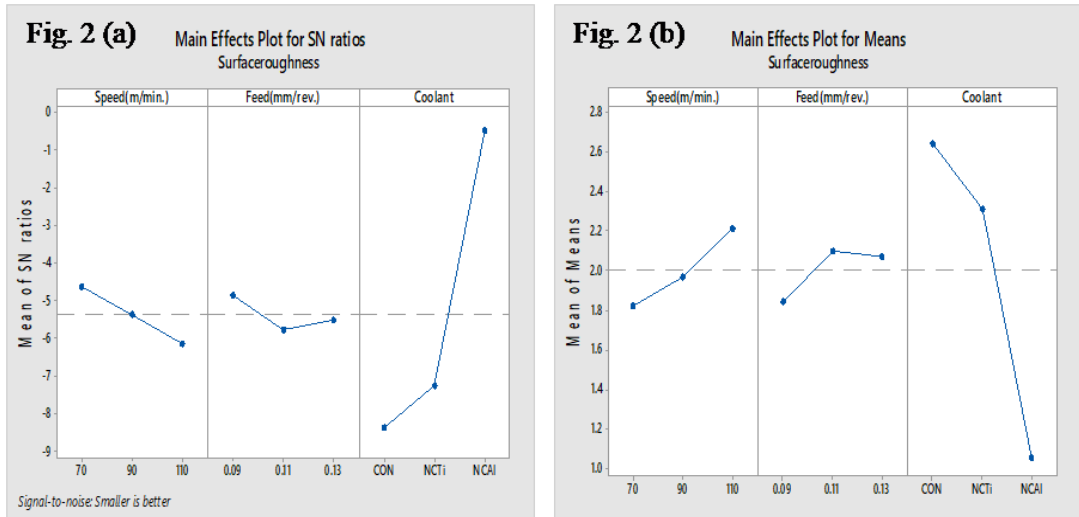 Fig. 2 (a)
Main Effects Plot for SN ratios
Surfaceroughness
Speed(m/min.) Feed(mm/rev.) Coolant
0
-1
-2
-3
-4
-5
-6
-7
-8
-9
Mean of SN ratios
70 90 110 0.09 0.11 0.13 CON NCTi NCAl
Signal-to-noise: Smaller is better
Fig. 2 (b)
Main Effects Plot for Means
Surfaceroughness
Speed(m/min.) Feed(mm/rev.) Coolant
2.8
2.6
2.4
2.2
2.0
1.8
1.6
1.4
1.2
1.0
Mean of Means
70 90 110 0.09 0.11 0.13 CON NCTi NCAl